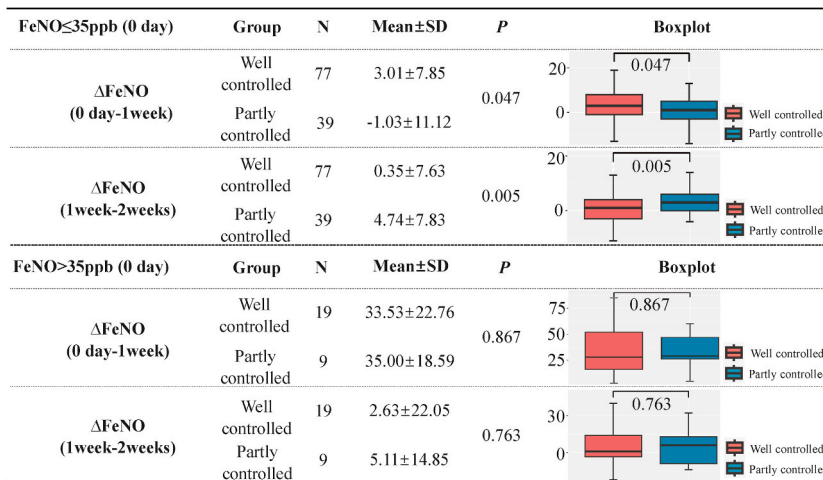 FeNO≤35ppb (0 day) Group N Mean±SD P Boxplot
ΔFeNO
(0 day-1week)
Well
controlled
77 3.01±7.85
Partly
controlled
39 -1.03±11.12
0.047
20
0
0.047
Well controlled
Partly controlled
ΔFeNO
(1week-2weeks)
Well
controlled
77 0.35±7.63
Partly
controlled
39 4.74±7.83
0.005
20
0
0.005
Well controlled
Partly controlle
FeNO>35ppb (0 day) Group N Mean±SD P Boxplot
ΔFeNO
(0 day-1week)
Well
controlled
19 33.53±22.76
Partly
controlled
9 35.00±18.59
0.867
75
50
25
0.867
Well controlled
Partly controlle
ΔFeNO
(1week-2weeks)
Well
controlled
19 2.63±22.05
Partly
controlled
9 5.11±14.85
0.763
30
0
0.763
Well controlled
Partly controlle